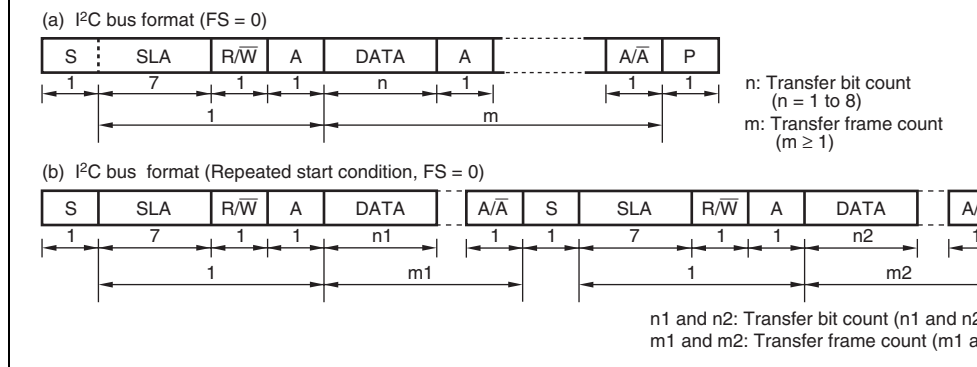 (a) I²C bus format (FS = 0)
S SLA R/W̅ A DATA A A/A̅ P
1 7 1 1 n 1 1 1
1 m
n: Transfer bit count
(n = 1 to 8)
m: Transfer frame count
(m ≥ 1)
(b) I²C bus format (Repeated start condition, FS = 0)
S SLA R/W̅ A DATA A/A̅ S SLA R/W̅ A DATA A/
1 7 1 1 n1 1 1 7 1 1 n2 1
1 m1 1 m2
n1 and n2: Transfer bit count (n1 and n2
m1 and m2: Transfer frame count (m1 a